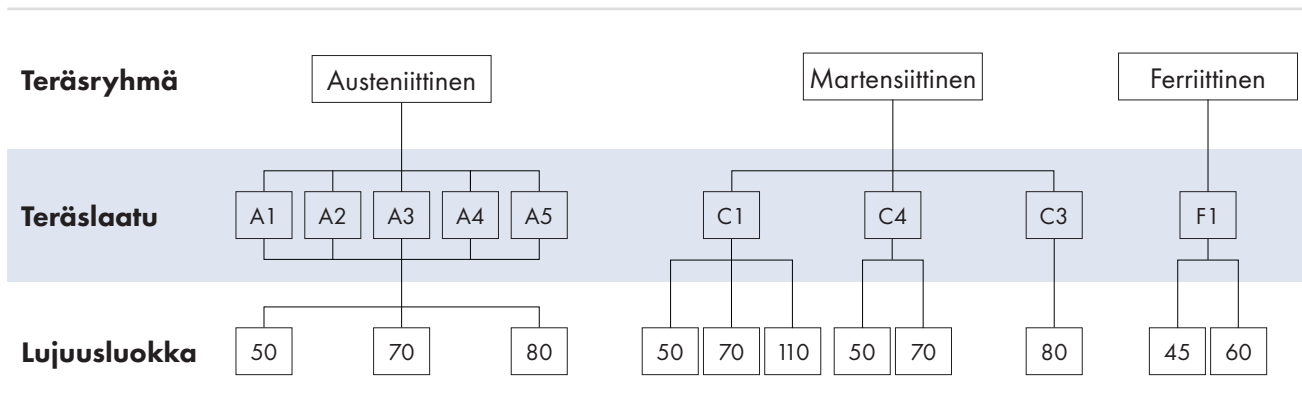 Teräsryhmä Austeniittinen Martensiittinen Ferriittinen
Teräslaatu A1 A2 A3 A4 A5 C1 C4 C3 F1
Lujuusluokka 50 70 80 50 70 110 50 70 80 45 60